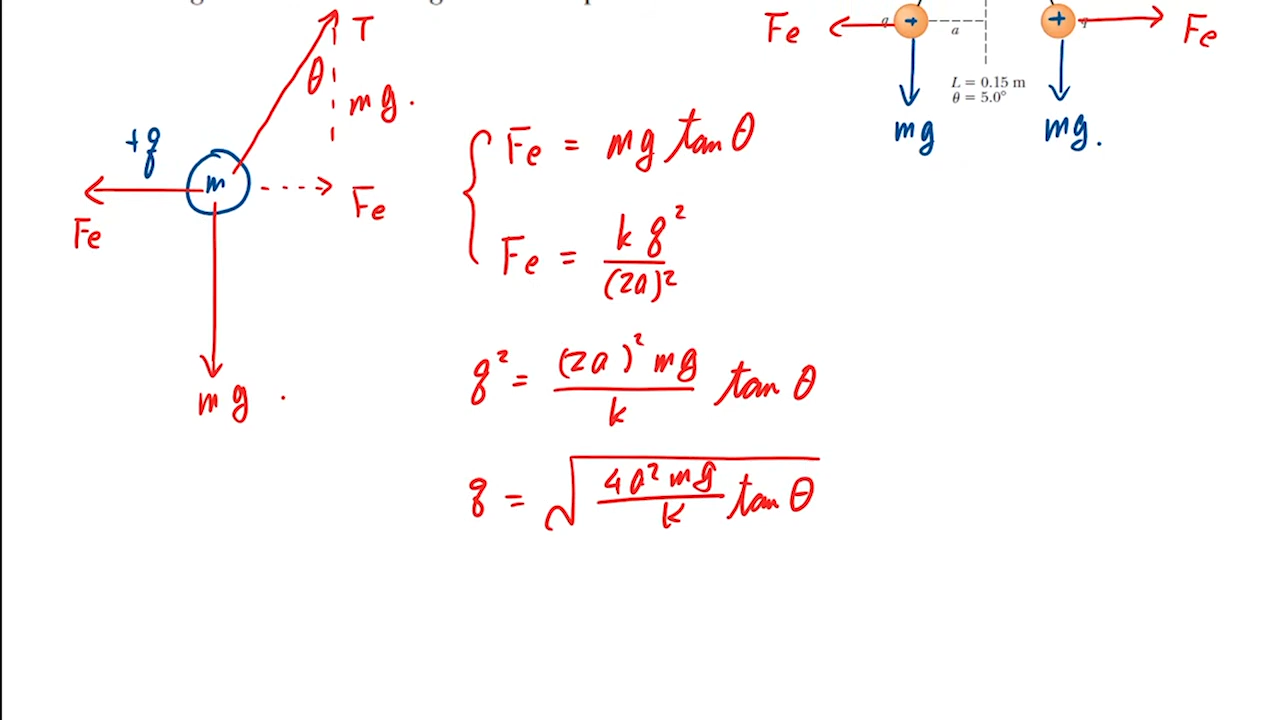 T
θ
mg.
+q
m
Fe
Fe
mg.
Fe = mg tan θ
Fe = k q² / (2a)²
q² = (2a)² mg / k tan θ
q = √(4a² mg / k tan θ)
Fe
q
+
a
+
q
Fe
L = 0.15 m
θ = 5.0°
mg
mg.